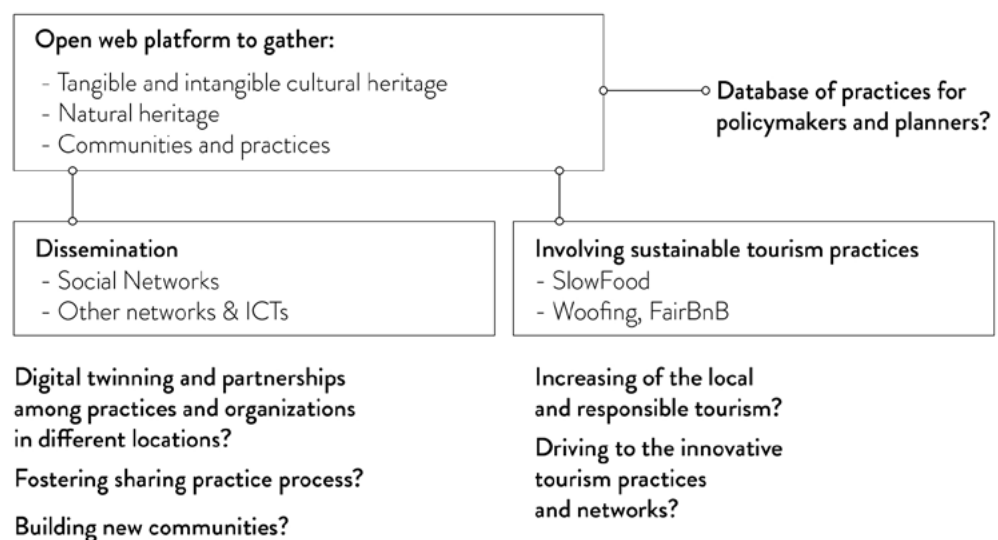 Open web platform to gather:
- Tangible and intangible cultural heritage
- Natural heritage
- Communities and practices
Database of practices for
policymakers and planners?
Dissemination
- Social Networks
- Other networks & ICTs
Involving sustainable tourism practices
- SlowFood
- Woofing, FairBnB
Digital twinning and partnerships
among practices and organizations
in different locations?
Fostering sharing practice process?
Building new communities?
Increasing of the local
and responsible tourism?
Driving to the innovative
tourism practices
and networks?